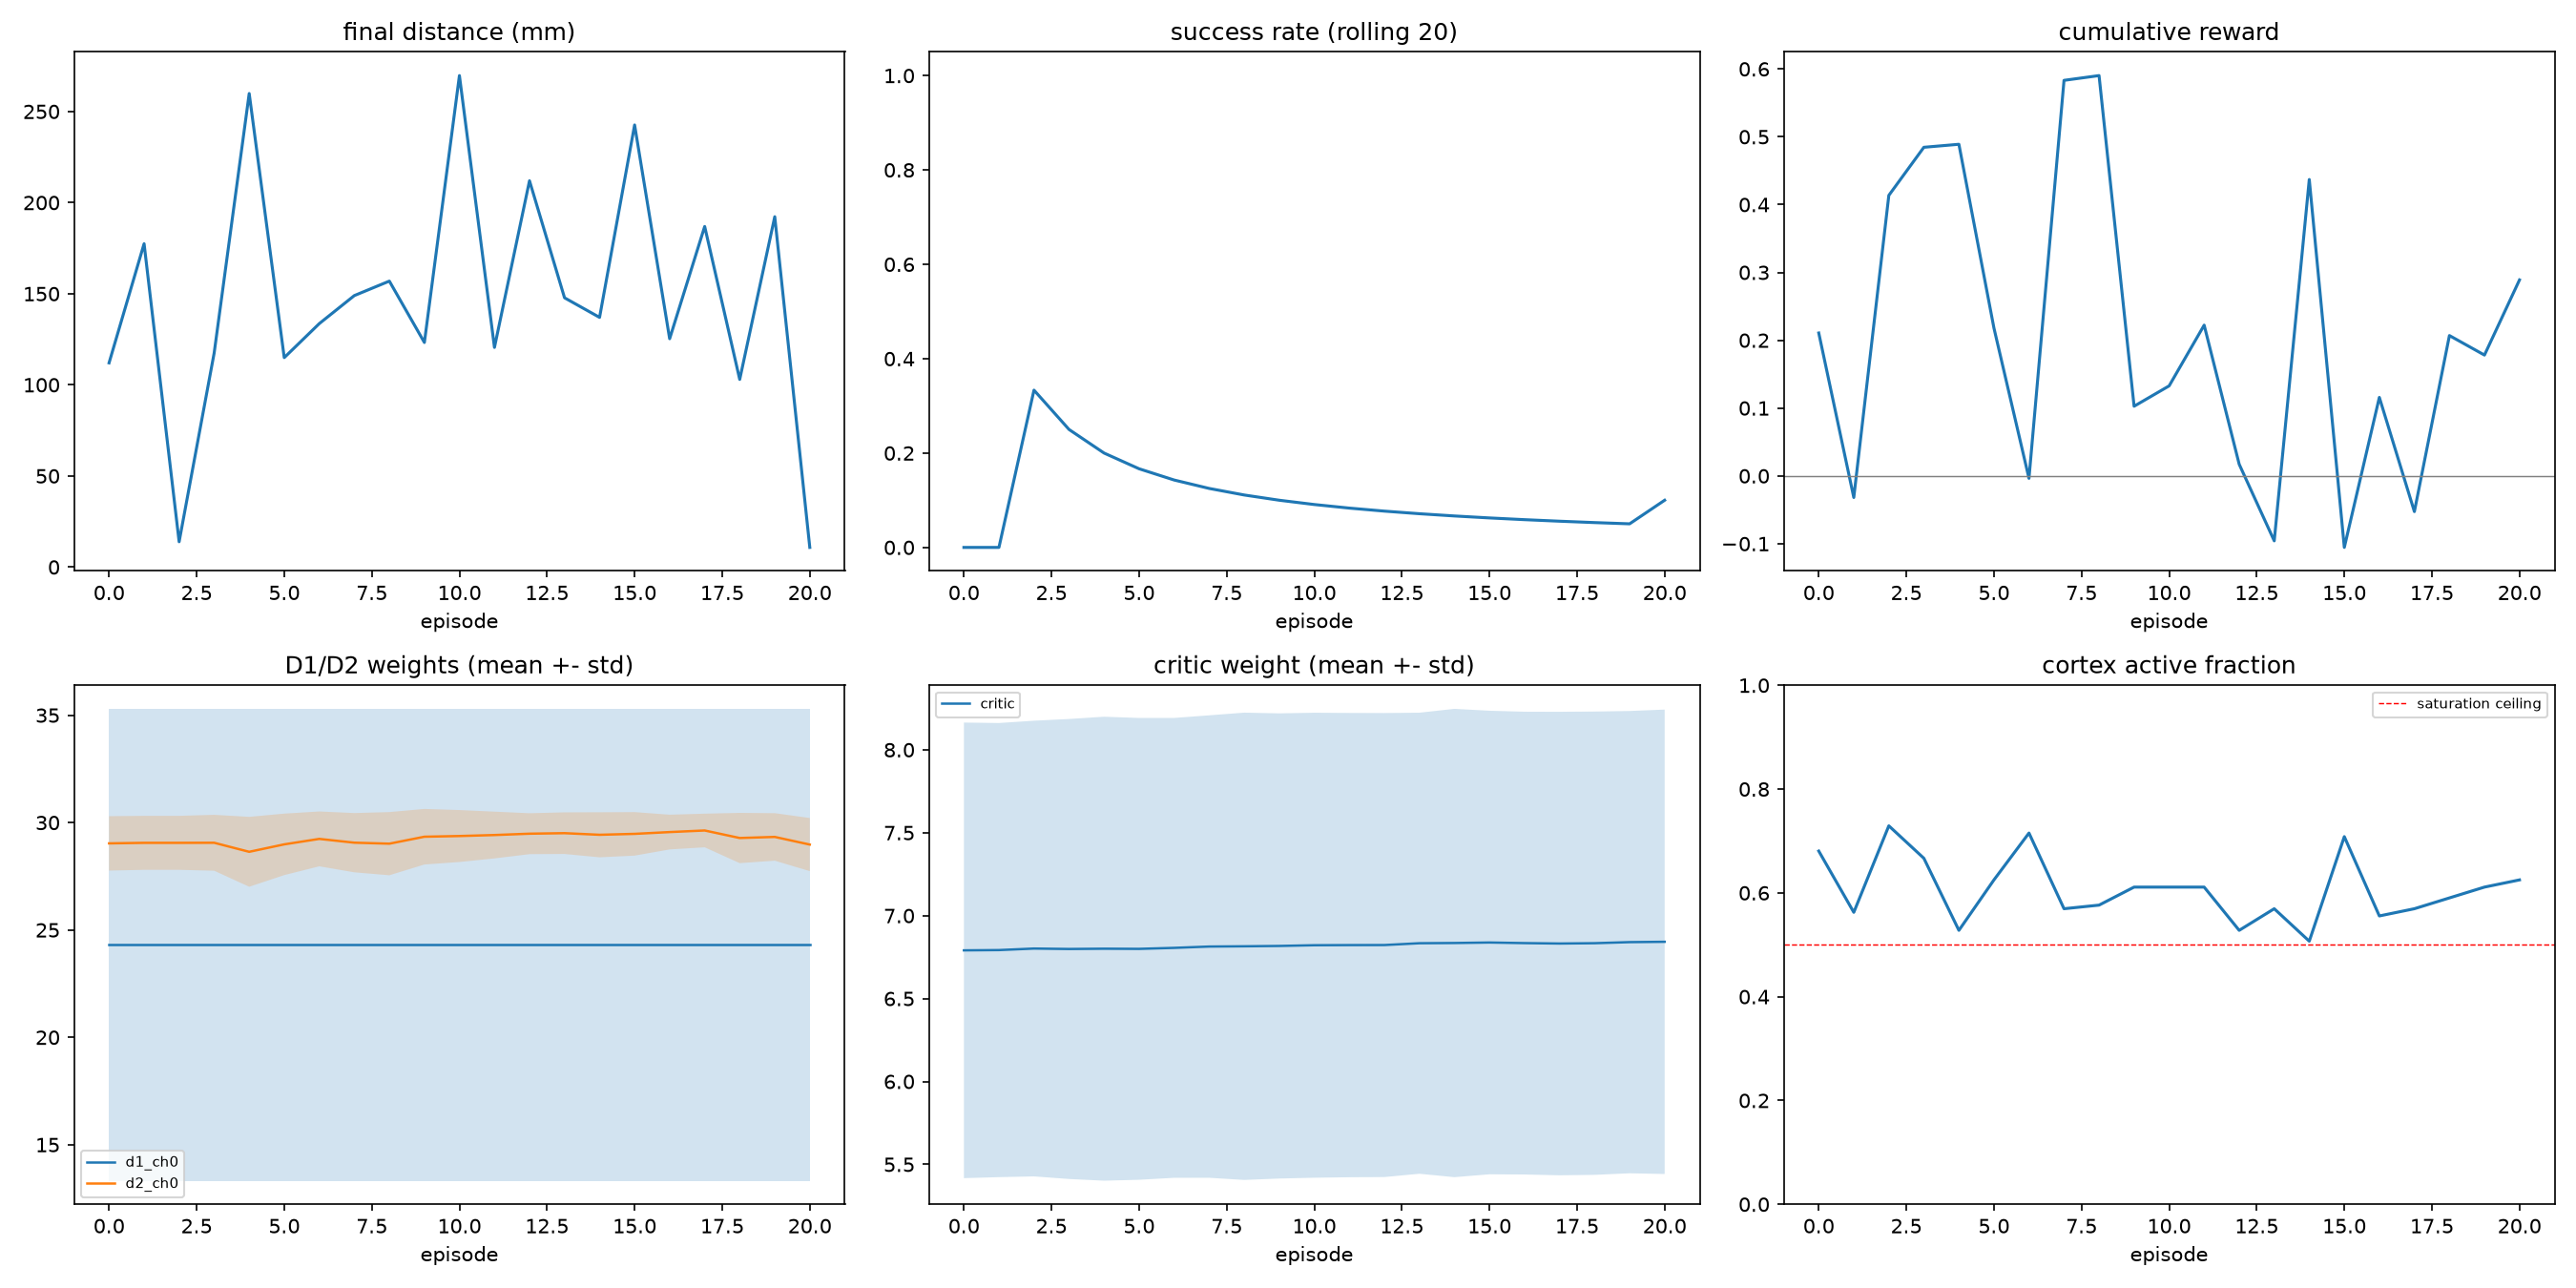 final distance (mm)
250
200
150
100
50
0
0.0 2.5 5.0 7.5 10.0 12.5 15.0 17.5 20.0
episode
success rate (rolling 20)
1.0
0.8
0.6
0.4
0.2
0.0
0.0 2.5 5.0 7.5 10.0 12.5 15.0 17.5 20.0
episode
cumulative reward
0.6
0.5
0.4
0.3
0.2
0.1
0.0
−0.1
0.0 2.5 5.0 7.5 10.0 12.5 15.0 17.5 20.0
episode
D1/D2 weights (mean +- std)
35
30
25
20
15
d1_ch0
d2_ch0
0.0 2.5 5.0 7.5 10.0 12.5 15.0 17.5 20.0
episode
critic weight (mean +- std)
critic
8.0
7.5
7.0
6.5
6.0
5.5
0.0 2.5 5.0 7.5 10.0 12.5 15.0 17.5 20.0
episode
cortex active fraction
saturation ceiling
1.0
0.8
0.6
0.4
0.2
0.0
0.0 2.5 5.0 7.5 10.0 12.5 15.0 17.5 20.0
episode